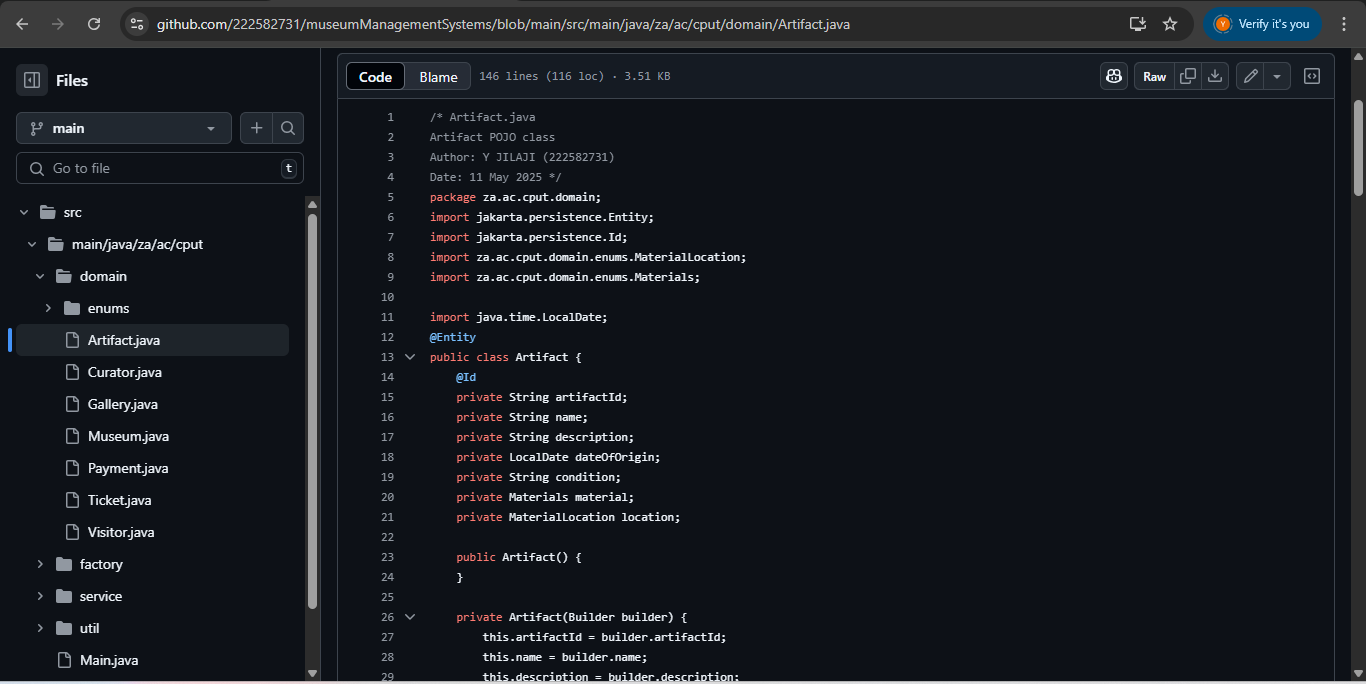 github.com/222582731/museumManagementSystems/blob/main/src/main/java/za/ac/cput/domain/Artifact.java
Y
Verify it's you
Files
main
Go to file
t
src
main/java/za/ac/cput
domain
enums
Artifact.java
Curator.java
Gallery.java
Museum.java
Payment.java
Ticket.java
Visitor.java
factory
service
util
Main.java
Code
Blame
146 lines (116 loc) · 3.51 KB
Raw
1 /* Artifact.java
2 Artifact POJO class
3 Author: Y JILAJI (222582731)
4 Date: 11 May 2025 */
5 package za.ac.cput.domain;
6 import jakarta.persistence.Entity;
7 import jakarta.persistence.Id;
8 import za.ac.cput.domain.enums.MaterialLocation;
9 import za.ac.cput.domain.enums.Materials;
10
11 import java.time.LocalDate;
12 @Entity
13 public class Artifact {
14 @Id
15 private String artifactId;
16 private String name;
17 private String description;
18 private LocalDate dateOfOrigin;
19 private String condition;
20 private Materials material;
21 private MaterialLocation location;
22
23 public Artifact() {
24 }
25
26 private Artifact(Builder builder) {
27 this.artifactId = builder.artifactId;
28 this.name = builder.name;
29 this.description = builder.description;